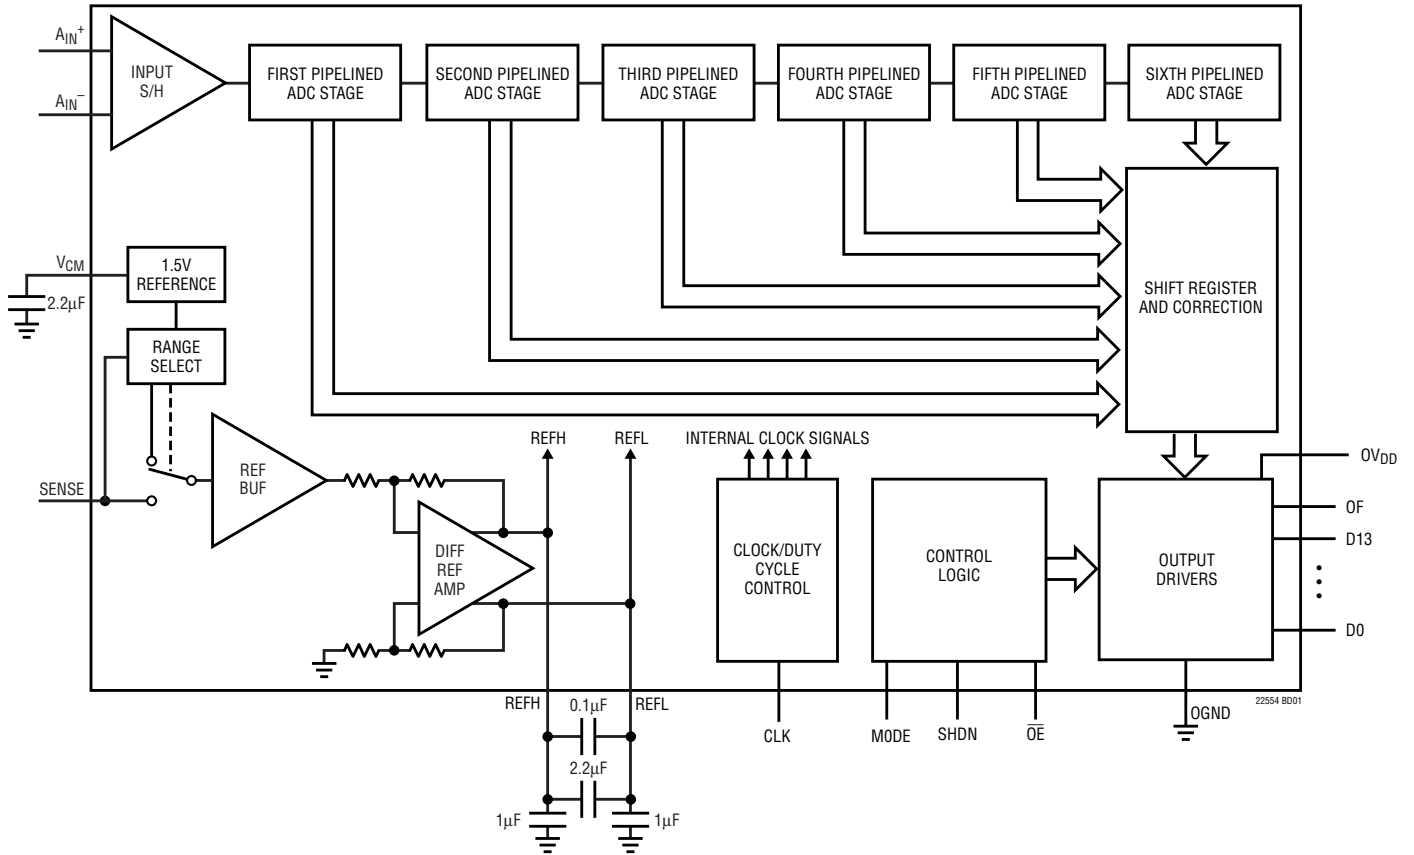 AIN+
AIN−
INPUT
S/H
FIRST PIPELINED
ADC STAGE
SECOND PIPELINED
ADC STAGE
THIRD PIPELINED
ADC STAGE
FOURTH PIPELINED
ADC STAGE
FIFTH PIPELINED
ADC STAGE
SIXTH PIPELINED
ADC STAGE
VCM
2.2µF
1.5V
REFERENCE
RANGE
SELECT
SHIFT REGISTER
AND CORRECTION
SENSE
REF
BUF
REFH
REFL
INTERNAL CLOCK SIGNALS
DIFF
REF
AMP
CLOCK/DUTY
CYCLE
CONTROL
CONTROL
LOGIC
OUTPUT
DRIVERS
OVDD
OF
D13
D0
REFH
0.1µF
REFL
2.2µF
1µF
1µF
CLK
MODE
SHDN
O̅E̅
OGND
22554 BD01